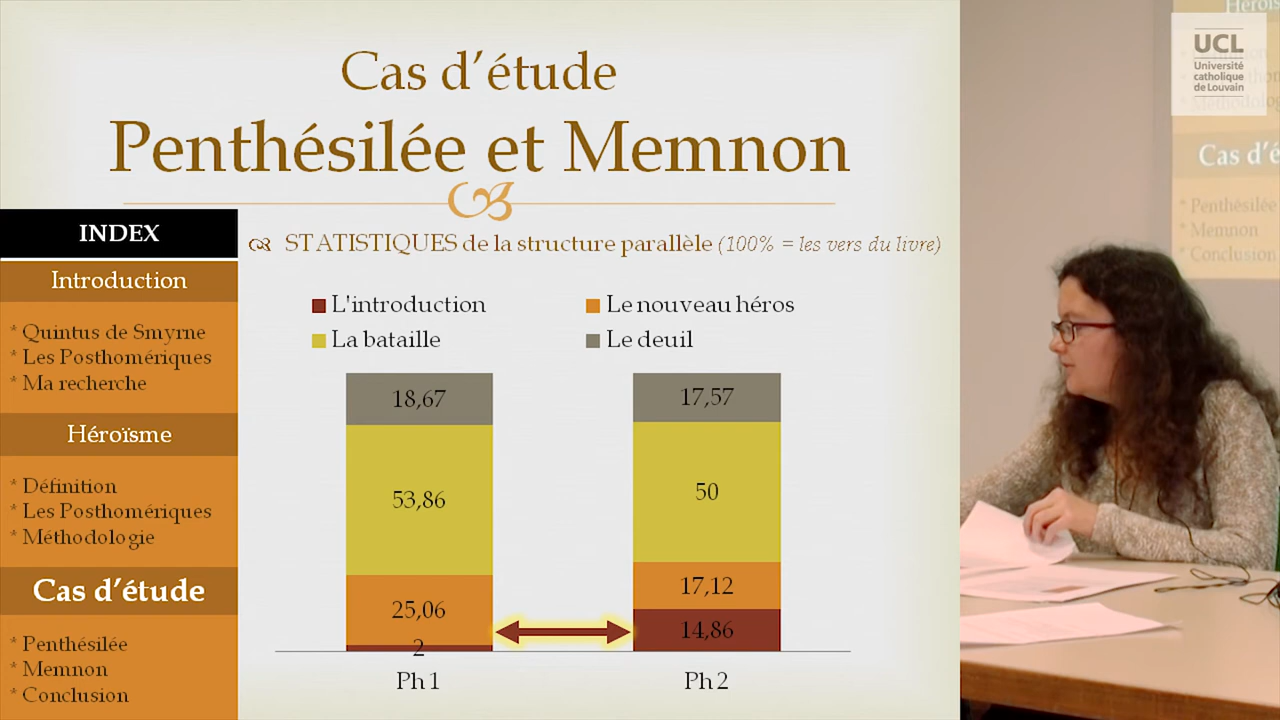 Cas d’étude
Penthésilée et Memnon
STATISTIQUES de la structure parallèle (100% = les vers du livre)
INDEX
Introduction
* Quintus de Smyrne
* Les Posthomériques
* Ma recherche
Héroïsme
* Définition
* Les Posthomériques
* Méthodologie
Cas d’étude
* Penthésilée
* Memnon
* Conclusion
L'introduction
Le nouveau héros
La bataille
Le deuil
18,67
53,86
25,06
2
Ph 1
17,57
50
17,12
14,86
Ph 2
UCL
Université
catholique
de Louvain
Cas d’é
* Penthésilée
* Memnon
* Conclusion